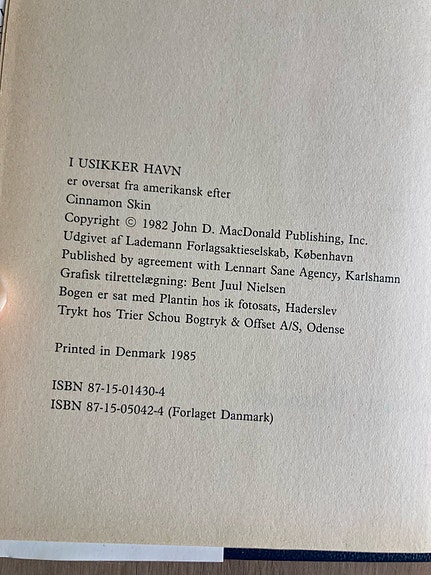 I USIKKER HAVN
er oversat fra amerikansk efter
Cinnamon Skin
Copyright © 1982 John D. MacDonald Publishing, Inc.
Udgivet af Lademann Forlagsaktieselskab, København
Published by agreement with Lennart Sane Agency, Karlshamn
Grafisk tilrettelægning: Bent Juul Nielsen
Bogen er sat med Plantin hos ik fotosats, Haderslev
Trykt hos Trier Schou Bogtryk & Offset A/S, Odense
Printed in Denmark 1985
ISBN 87-15-01430-4
ISBN 87-15-05042-4 (Forlaget Danmark)